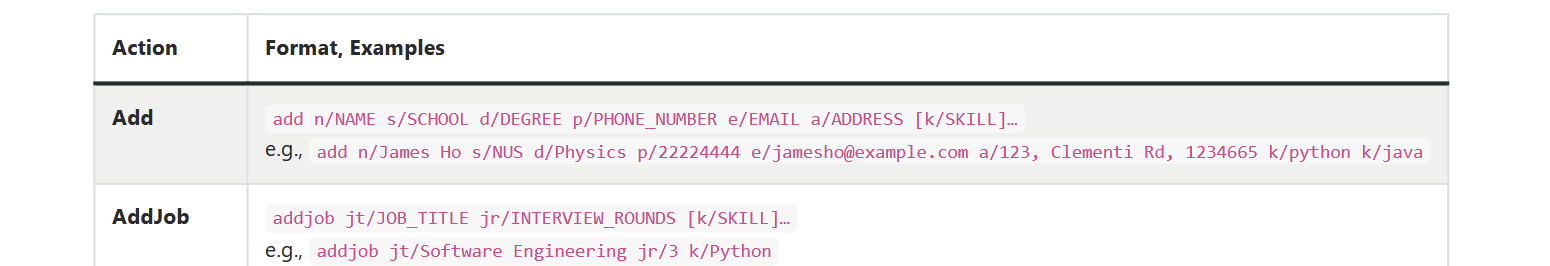 Action Format, Examples
Add add n/NAME s/SCHOOL d/DEGREE p/PHONE_NUMBER e/EMAIL a/ADDRESS [k/SKILL]…
e.g., add n/James Ho s/NUS d/Physics p/22224444 e/jamesho@example.com a/123, Clementi Rd, 1234665 k/python k/java
AddJob addjob jt/JOB_TITLE jr/INTERVIEW_ROUNDS [k/SKILL]…
e.g., addjob jt/Software Engineering jr/3 k/Python